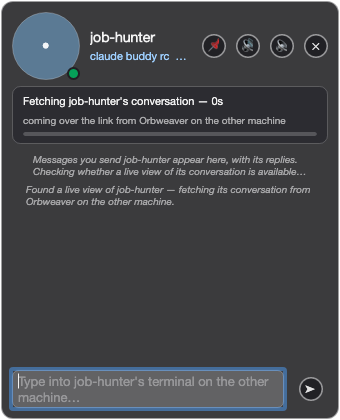 job-hunter
claude buddy rc …
Fetching job-hunter's conversation — 0s
coming over the link from Orbweaver on the other machine
Messages you send job-hunter appear here, with its replies.
Checking whether a live view of its conversation is available…
Found a live view of job-hunter — fetching its conversation from
Orbweaver on the other machine.
Type into job-hunter's terminal on the other
machine…